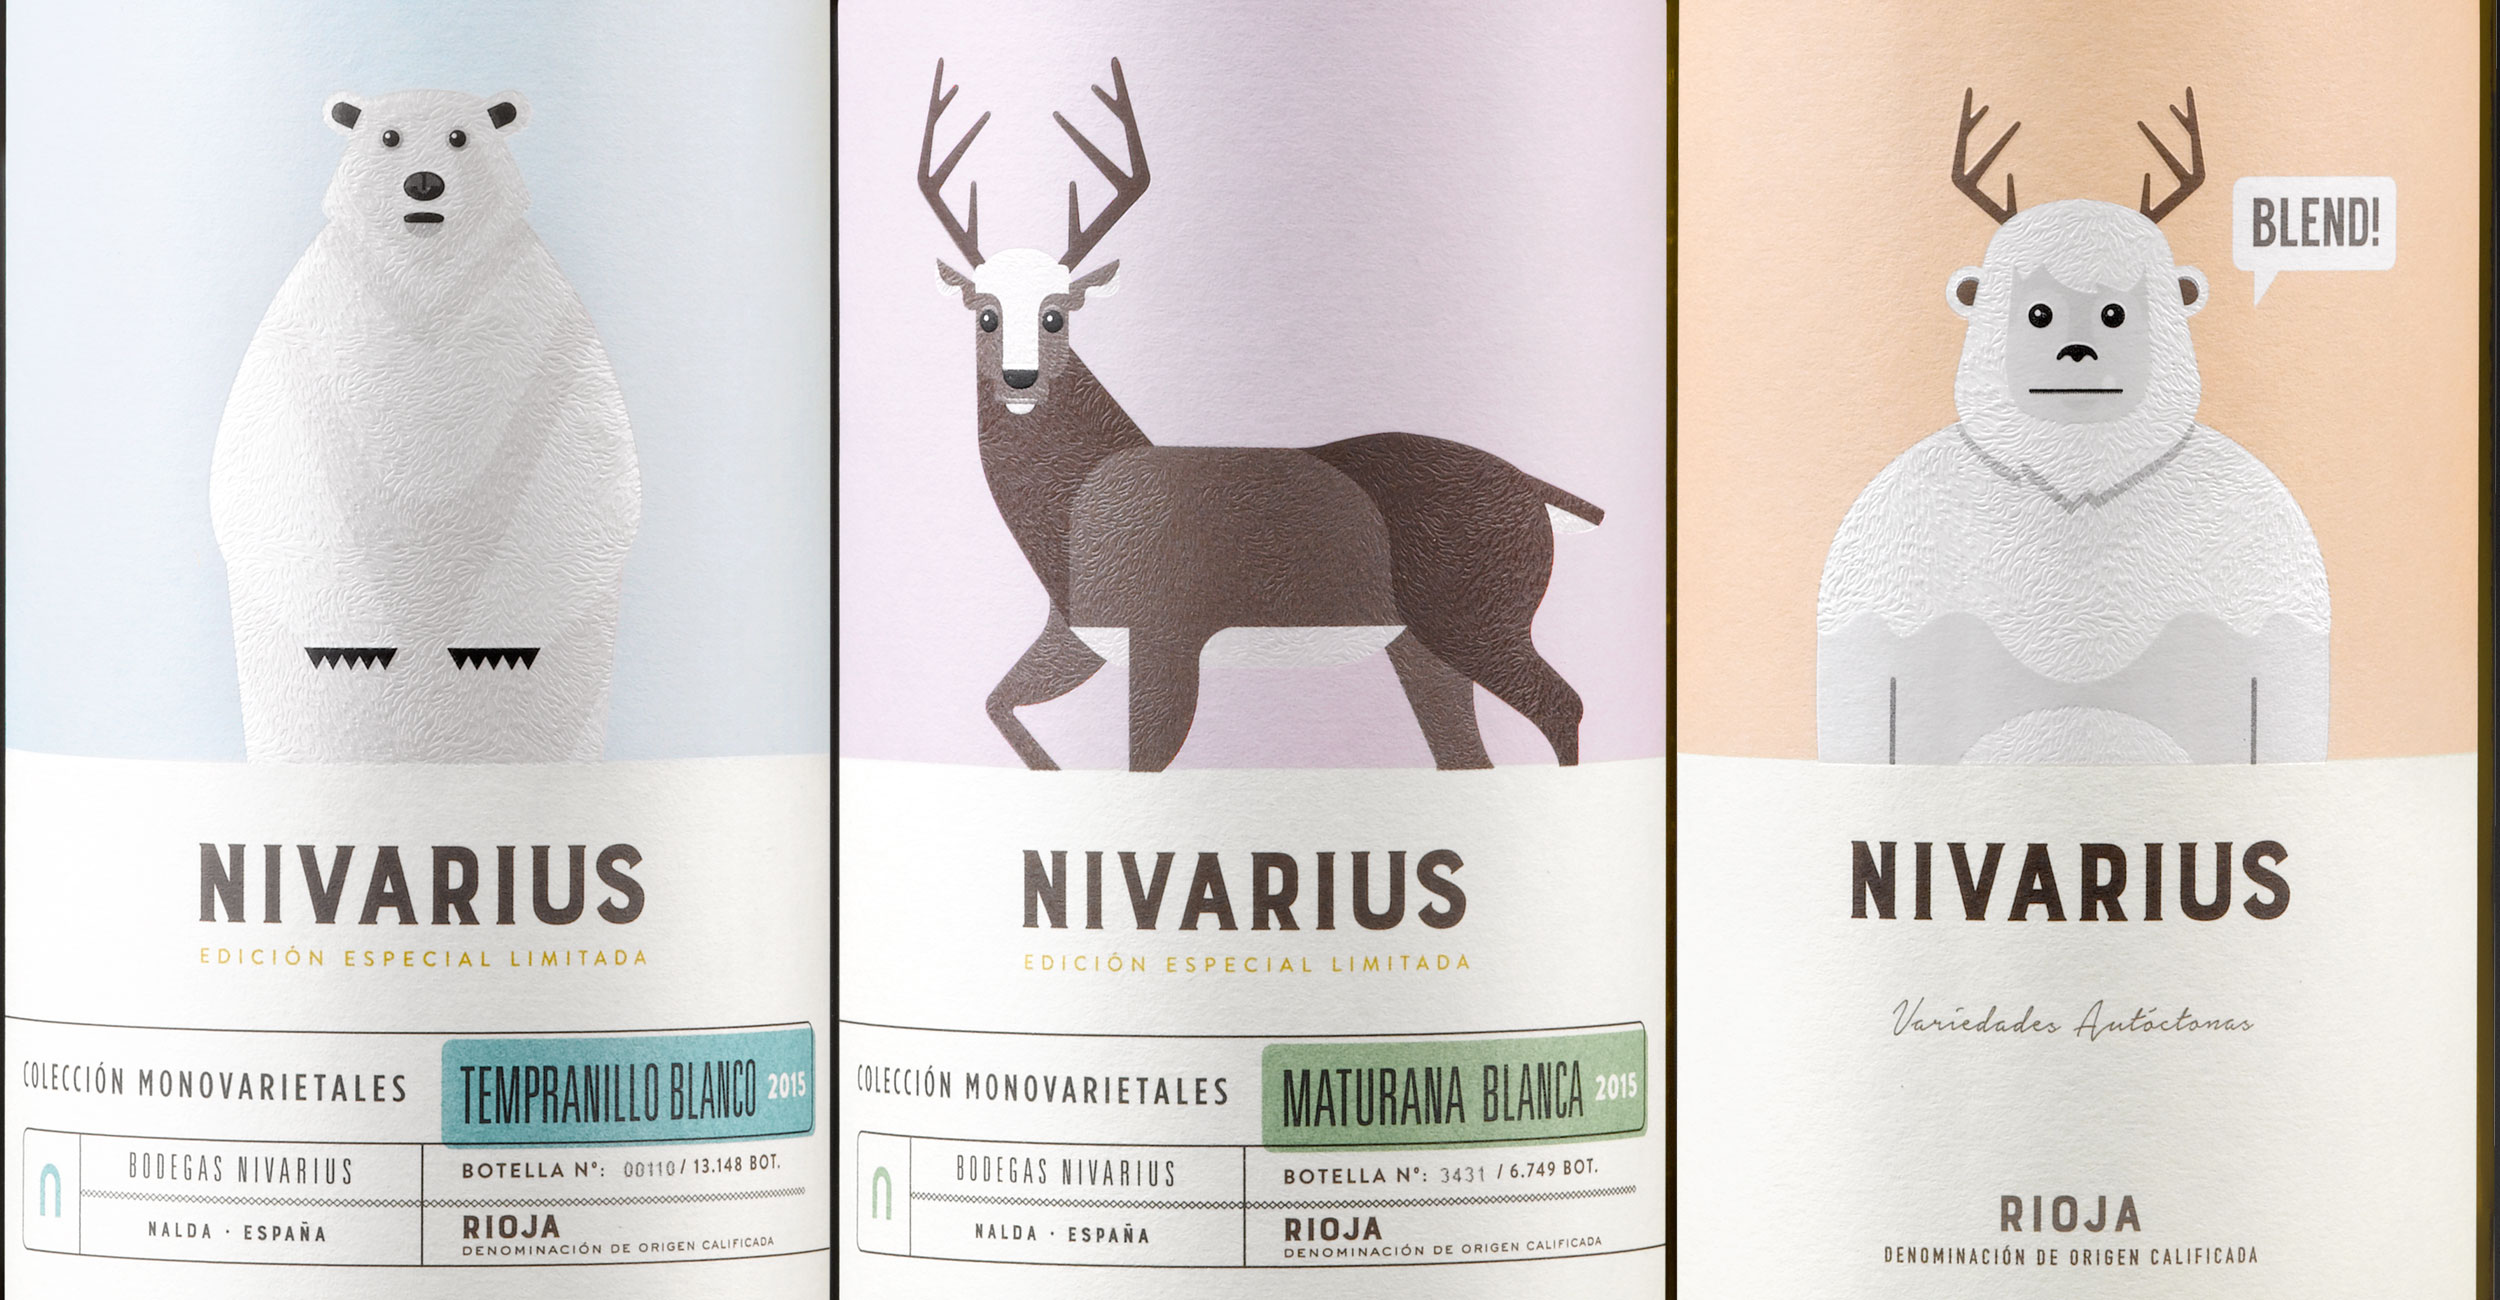 NIVARIUS
EDICIÓN ESPECIAL LIMITADA
COLECCIÓN MONOVARIETALES
TEMPRANILLO BLANCO 2015
n
BODEGAS NIVARIUS
BOTELLA Nº: 00110 / 13.148 BOT.
NALDA · ESPAÑA
RIOJA
DENOMINACIÓN DE ORIGEN CALIFICADA
NIVARIUS
EDICIÓN ESPECIAL LIMITADA
COLECCIÓN MONOVARIETALES
MATURANA BLANCA 2015
n
BODEGAS NIVARIUS
BOTELLA Nº: 3431 / 6.749 BOT.
NALDA · ESPAÑA
RIOJA
DENOMINACIÓN DE ORIGEN CALIFICADA
BLEND!
NIVARIUS
Variedades Autóctonas
RIOJA
DENOMINACIÓN DE ORIGEN CALIFICADA